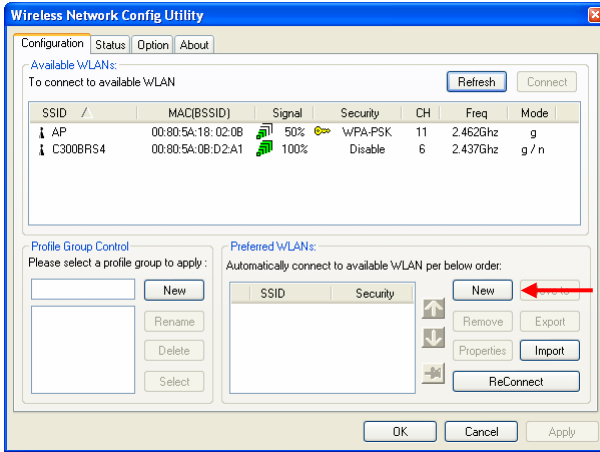 Wireless Network Config Utility
Configuration Status Option About
Available WLANs:
To connect to available WLAN
Refresh Connect
SSID MAC(BSSID) Signal Security CH Freq Mode
AP 00:80:5A:18:02:0B 50% WPA-PSK 11 2.462Ghz g
C300BRS4 00:80:5A:0B:D2:A1 100% Disable 6 2.437Ghz g / n
Profile Group Control
Please select a profile group to apply :
New
Rename
Delete
Select
Preferred WLANs:
Automatically connect to available WLAN per below order:
SSID Security
New
Remove Export
Properties Import
ReConnect
OK Cancel Apply